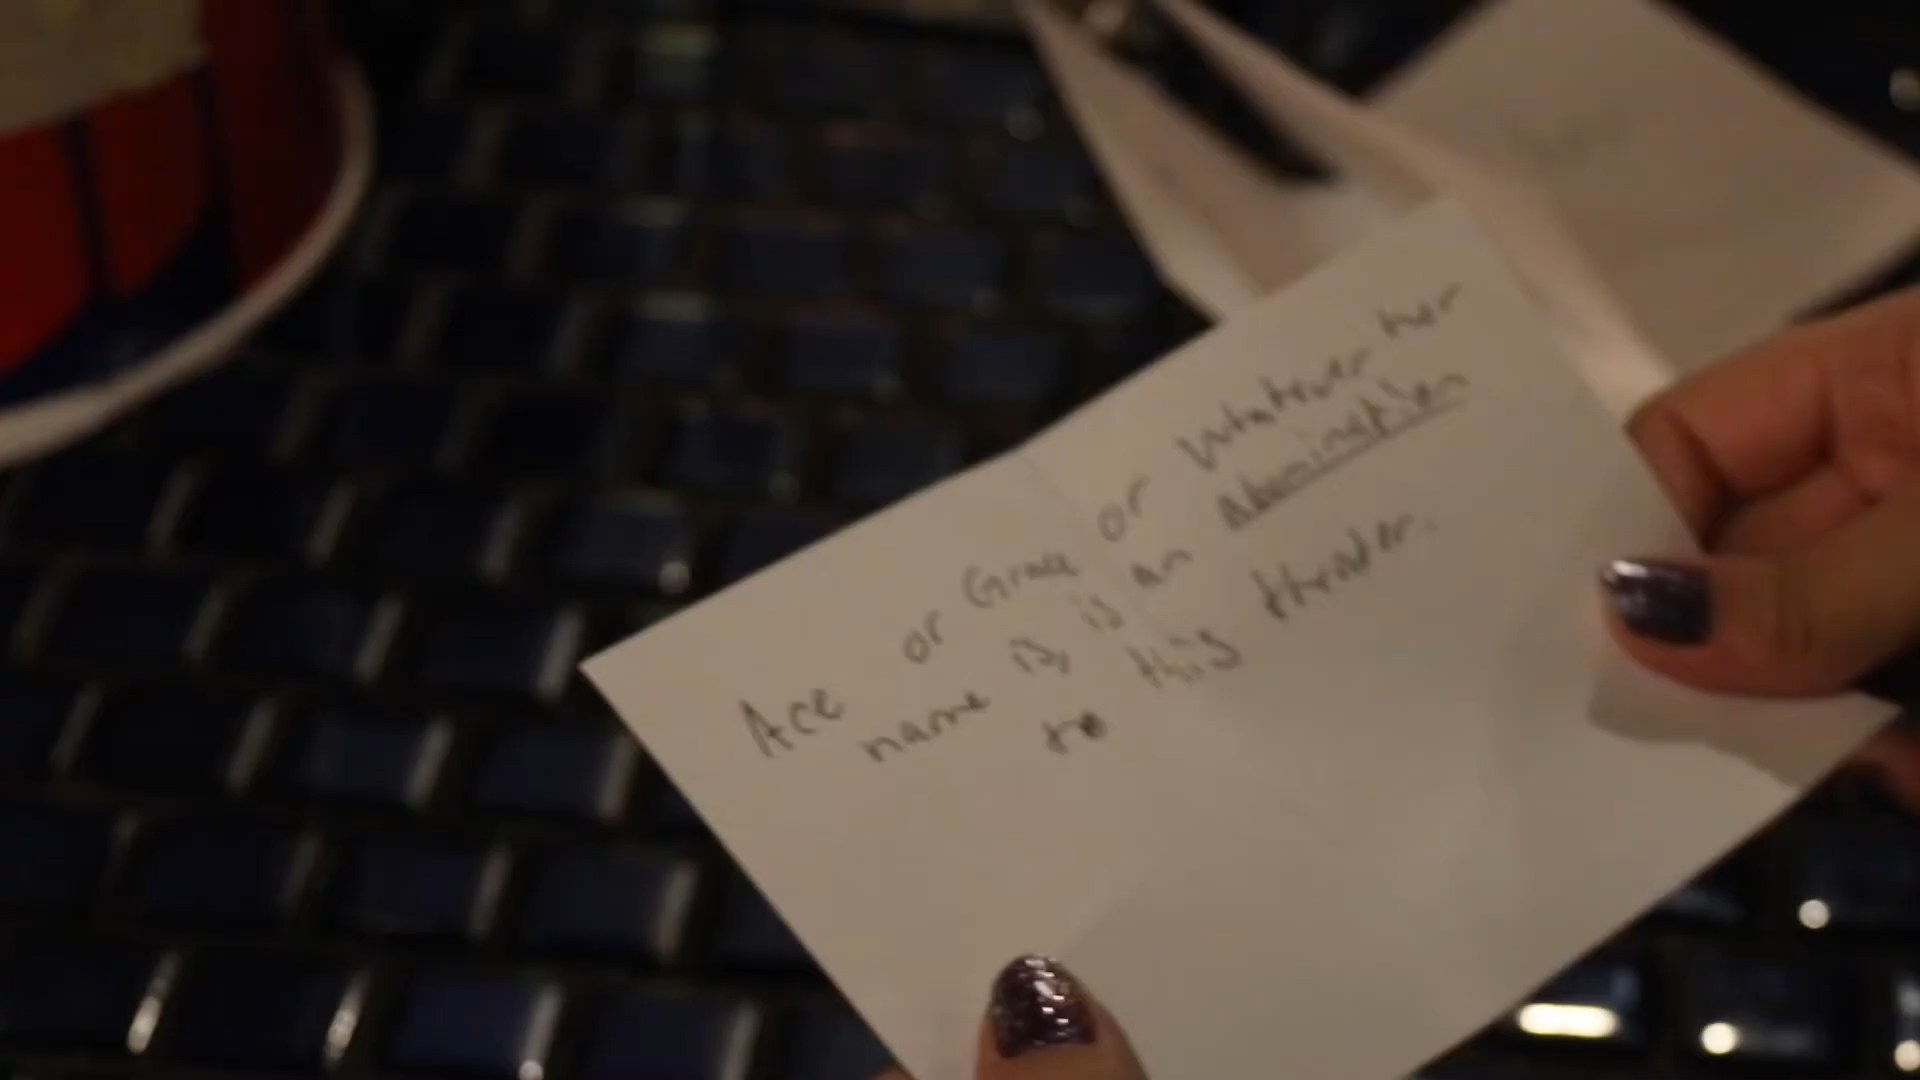 Ace or Grace or Whatever her
name is is an Abomination
to this theater.